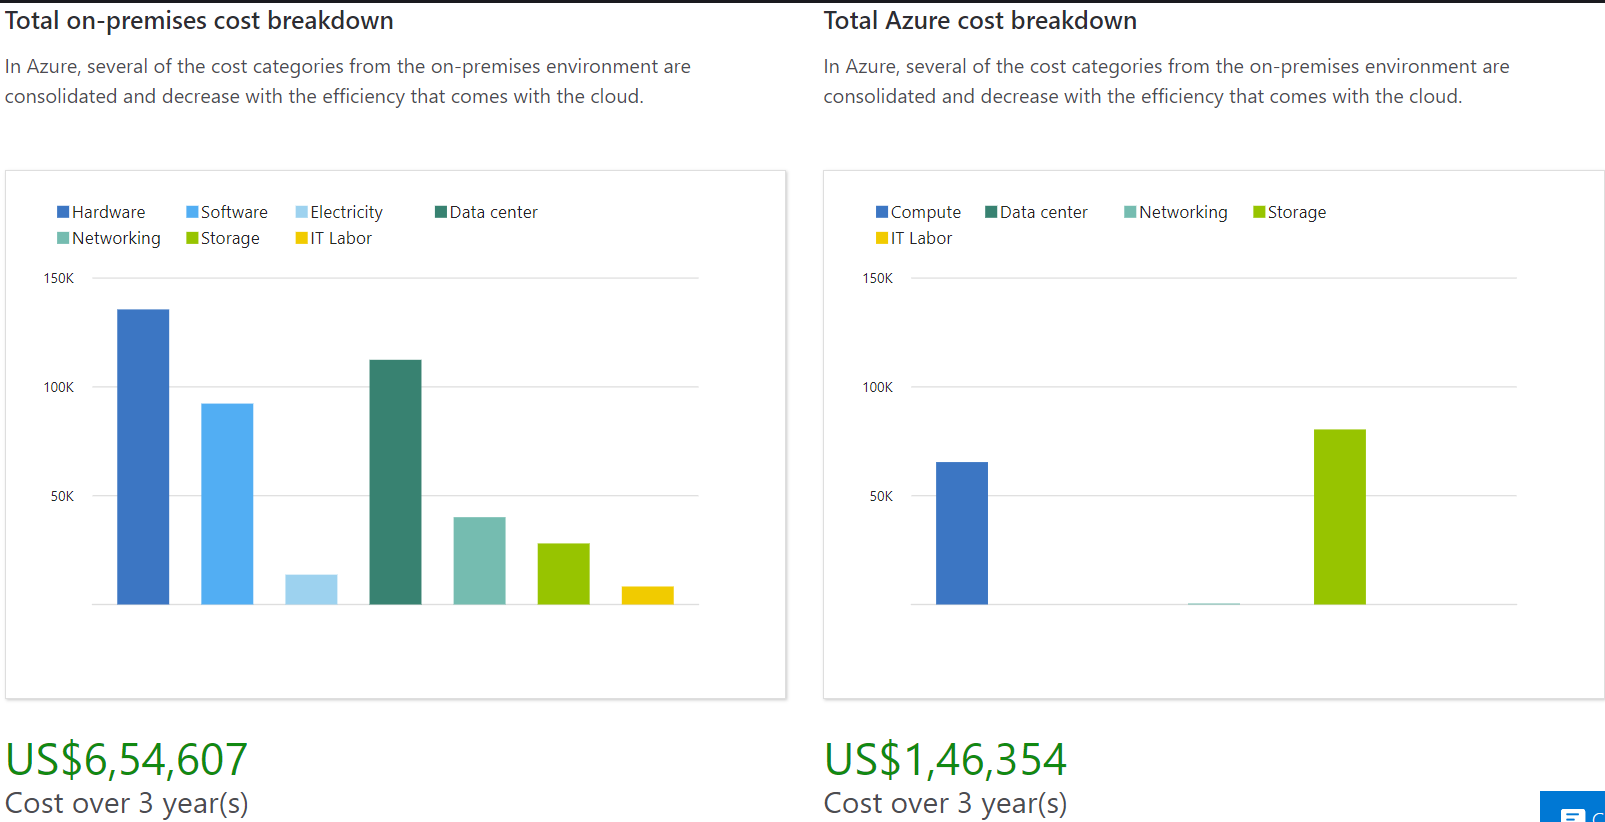 Total on-premises cost breakdown
In Azure, several of the cost categories from the on-premises environment are
consolidated and decrease with the efficiency that comes with the cloud.
Hardware Software Electricity Data center
Networking Storage IT Labor
150K
100K
50K
US$6,54,607
Cost over 3 year(s)
Total Azure cost breakdown
In Azure, several of the cost categories from the on-premises environment are
consolidated and decrease with the efficiency that comes with the cloud.
Compute Data center Networking Storage
IT Labor
150K
100K
50K
US$1,46,354
Cost over 3 year(s)